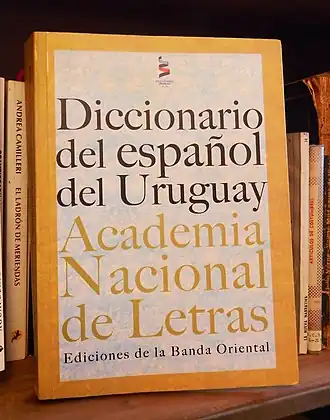 Diccionario
del español
del Uruguay
Academia
Nacional
de Letras
Ediciones de la Banda Oriental
ANDREA CAMILLERI
EL LADRÓN DE MERIENDAS